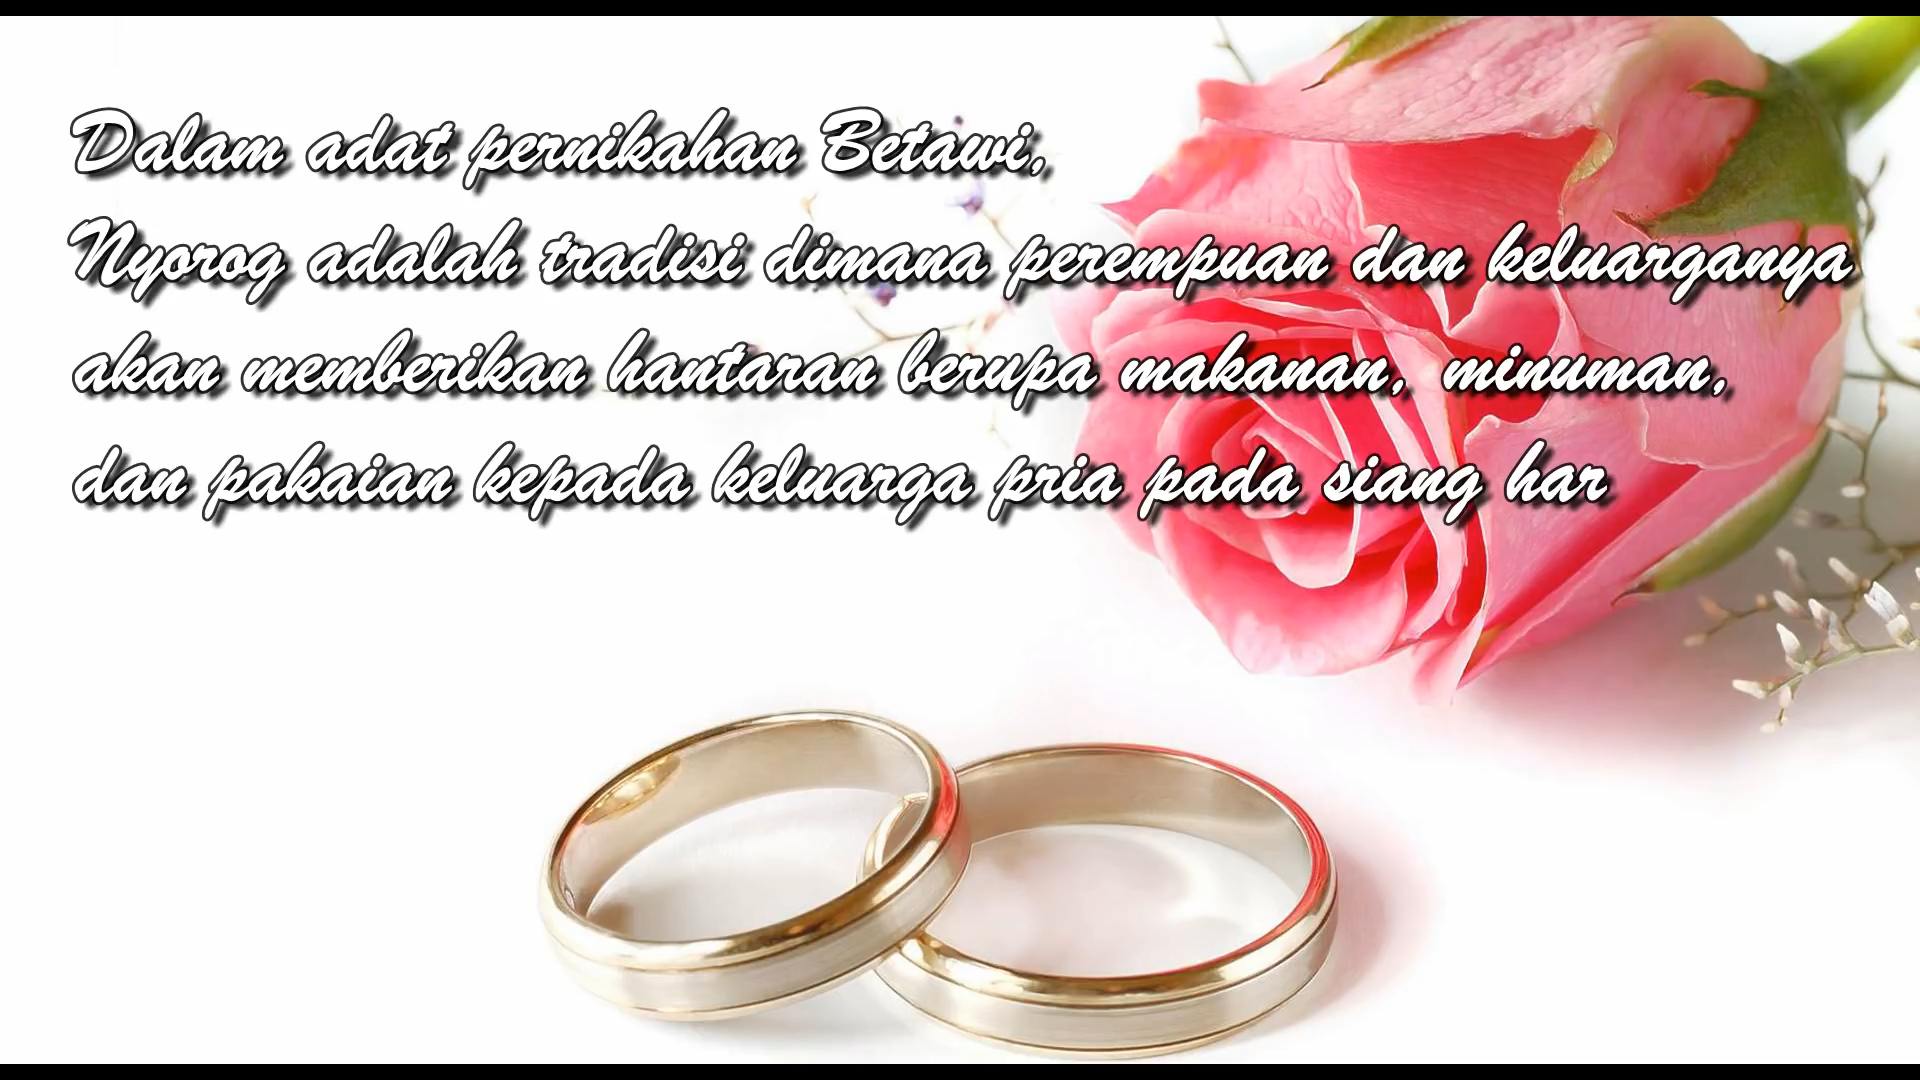 Dalam adat pernikahan Betawi,
Nyorog adalah tradisi dimana perempuan dan keluarganya
akan memberikan hantaran berupa makanan, minuman,
dan pakaian kepada keluarga pria pada siang har